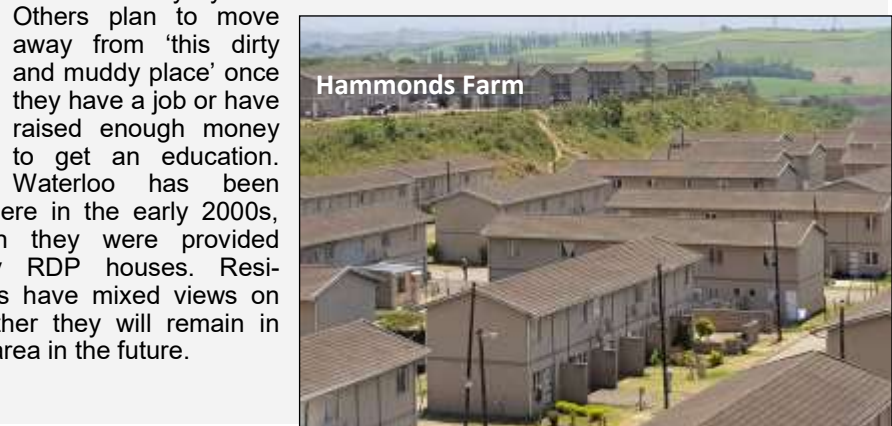 Others plan to move
away from ‘this dirty
and muddy place’ once
they have a job or have
raised enough money
to get an education.
Waterloo has been
ere in the early 2000s,
they were provided
RDP houses. Resi-
s have mixed views on
ther they will remain in
area in the future.
Hammonds Farm